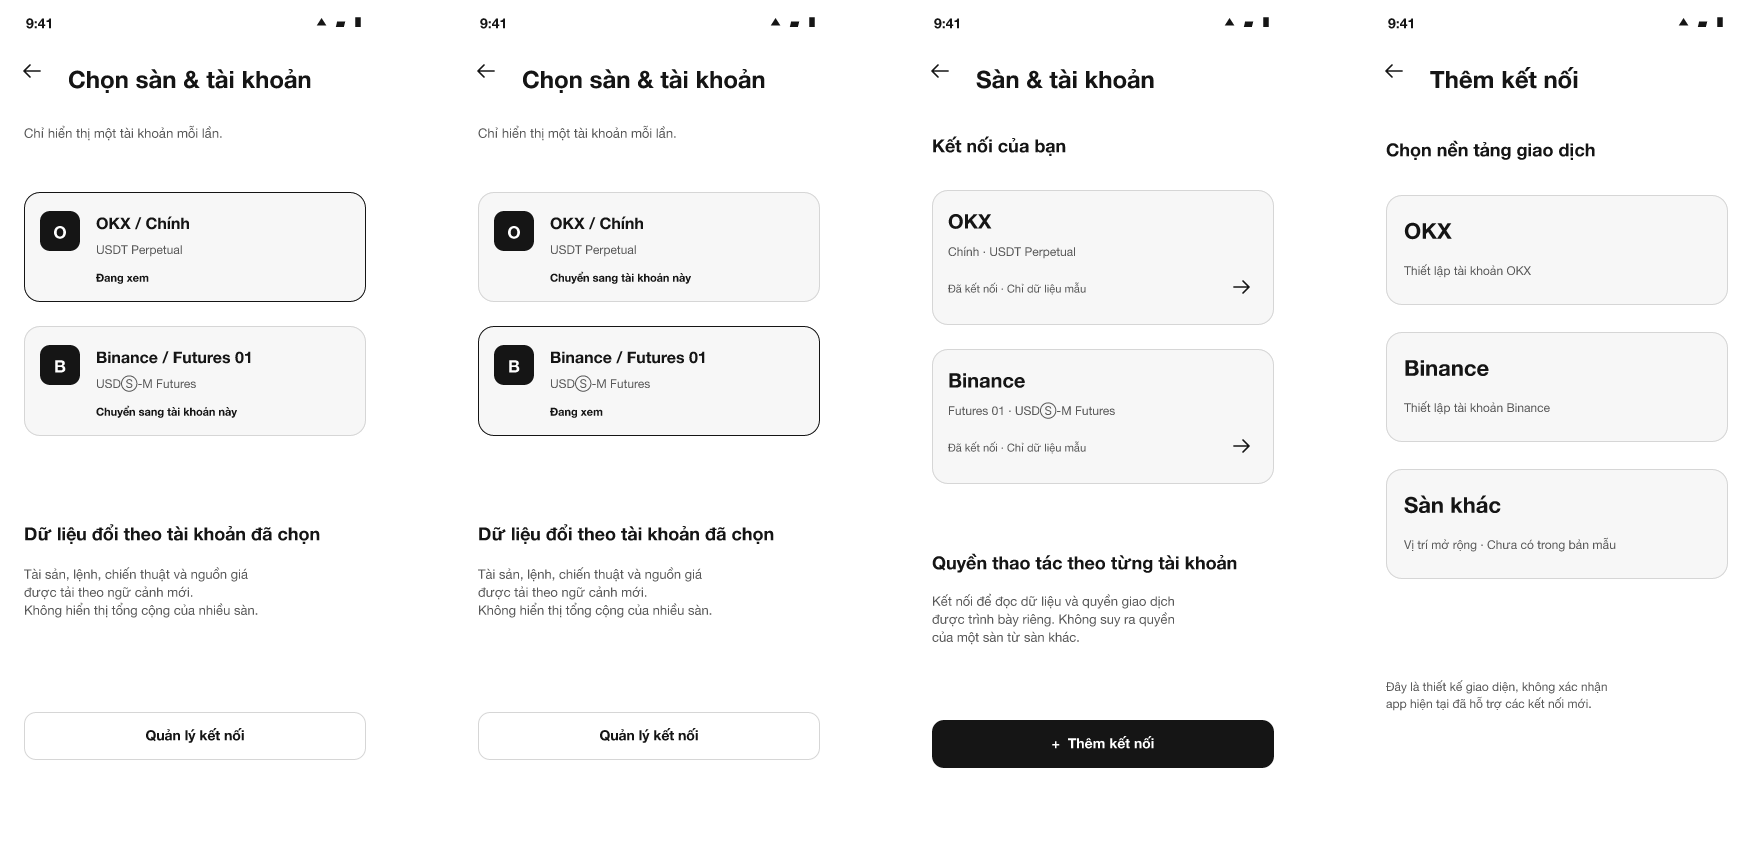 9:41
Chọn sàn & tài khoản
Chỉ hiển thị một tài khoản mỗi lần.
O
OKX / Chính
USDT Perpetual
Đang xem
B
Binance / Futures 01
USDⓈ-M Futures
Chuyển sang tài khoản này
Dữ liệu đổi theo tài khoản đã chọn
Tài sản, lệnh, chiến thuật và nguồn giá
được tải theo ngữ cảnh mới.
Không hiển thị tổng cộng của nhiều sàn.
Quản lý kết nối
9:41
Chọn sàn & tài khoản
Chỉ hiển thị một tài khoản mỗi lần.
O
OKX / Chính
USDT Perpetual
Chuyển sang tài khoản này
B
Binance / Futures 01
USDⓈ-M Futures
Đang xem
Dữ liệu đổi theo tài khoản đã chọn
Tài sản, lệnh, chiến thuật và nguồn giá
được tải theo ngữ cảnh mới.
Không hiển thị tổng cộng của nhiều sàn.
Quản lý kết nối
9:41
Sàn & tài khoản
Kết nối của bạn
OKX
Chính · USDT Perpetual
Đã kết nối · Chỉ dữ liệu mẫu
Binance
Futures 01 · USDⓈ-M Futures
Đã kết nối · Chỉ dữ liệu mẫu
Quyền thao tác theo từng tài khoản
Kết nối để đọc dữ liệu và quyền giao dịch
được trình bày riêng. Không suy ra quyền
của một sàn từ sàn khác.
+ Thêm kết nối
9:41
Thêm kết nối
Chọn nền tảng giao dịch
OKX
Thiết lập tài khoản OKX
Binance
Thiết lập tài khoản Binance
Sàn khác
Vị trí mở rộng · Chưa có trong bản mẫu
Đây là thiết kế giao diện, không xác nhận
app hiện tại đã hỗ trợ các kết nối mới.